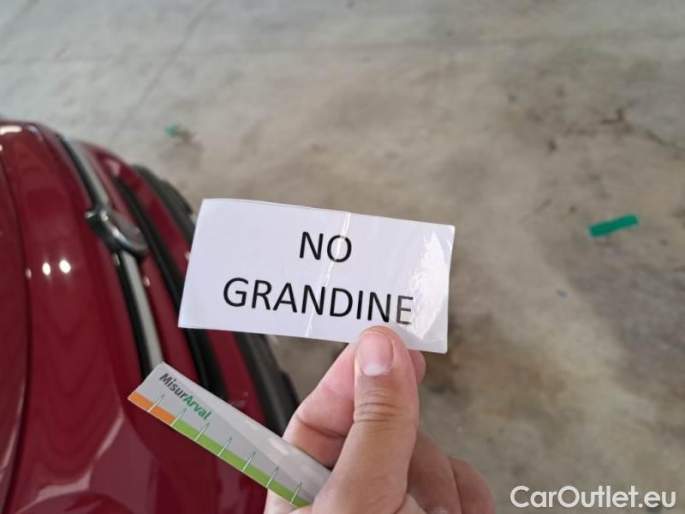 NO
GRANDINE
MisurArval
CarOutlet.eu